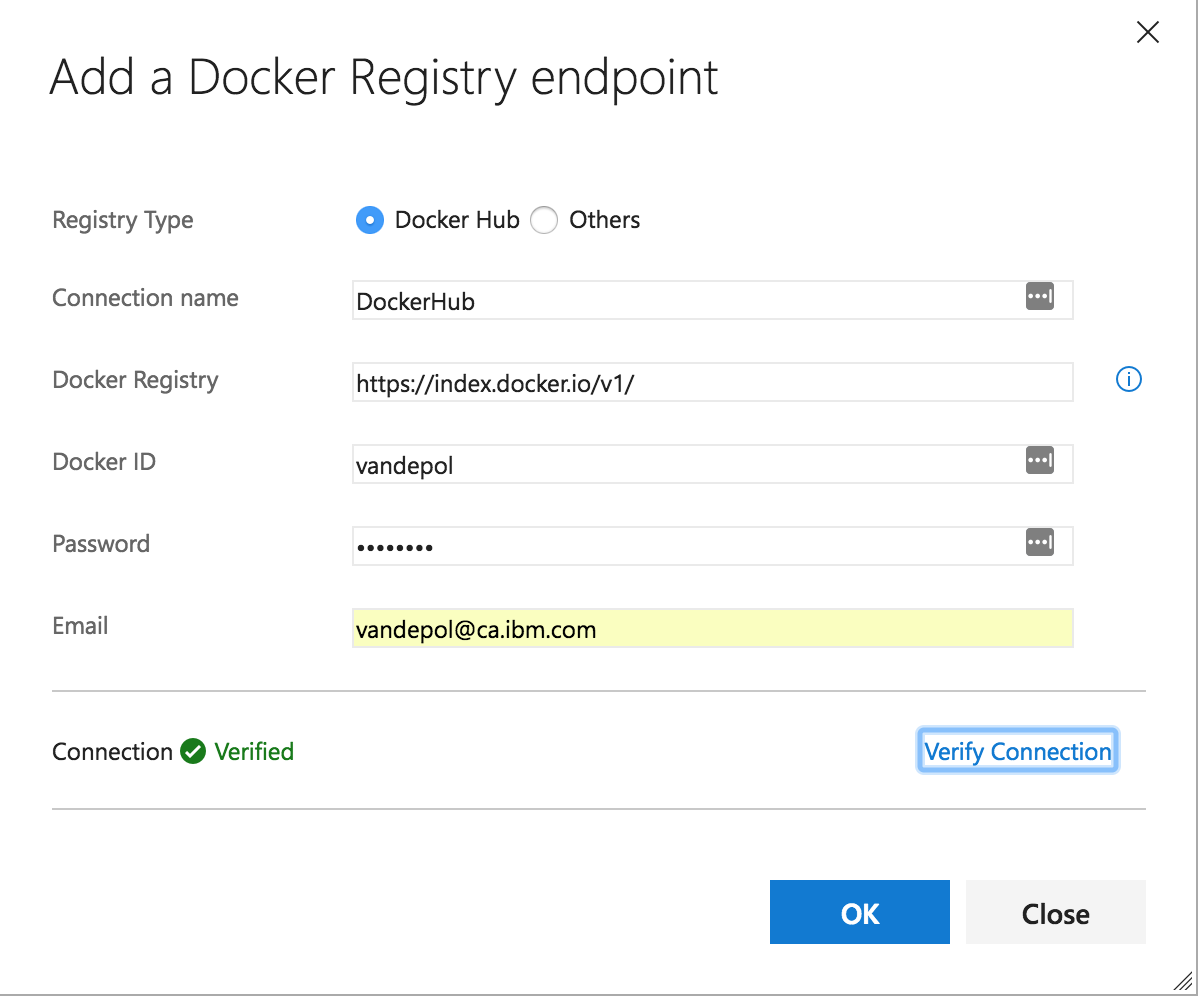 Add a Docker Registry endpoint
Registry Type Docker Hub Others
Connection name DockerHub
Docker Registry https://index.docker.io/v1/
Docker ID vandepol
Password ••••••••
Email vandepol@ca.ibm.com
Connection Verified Verify Connection
OK Close